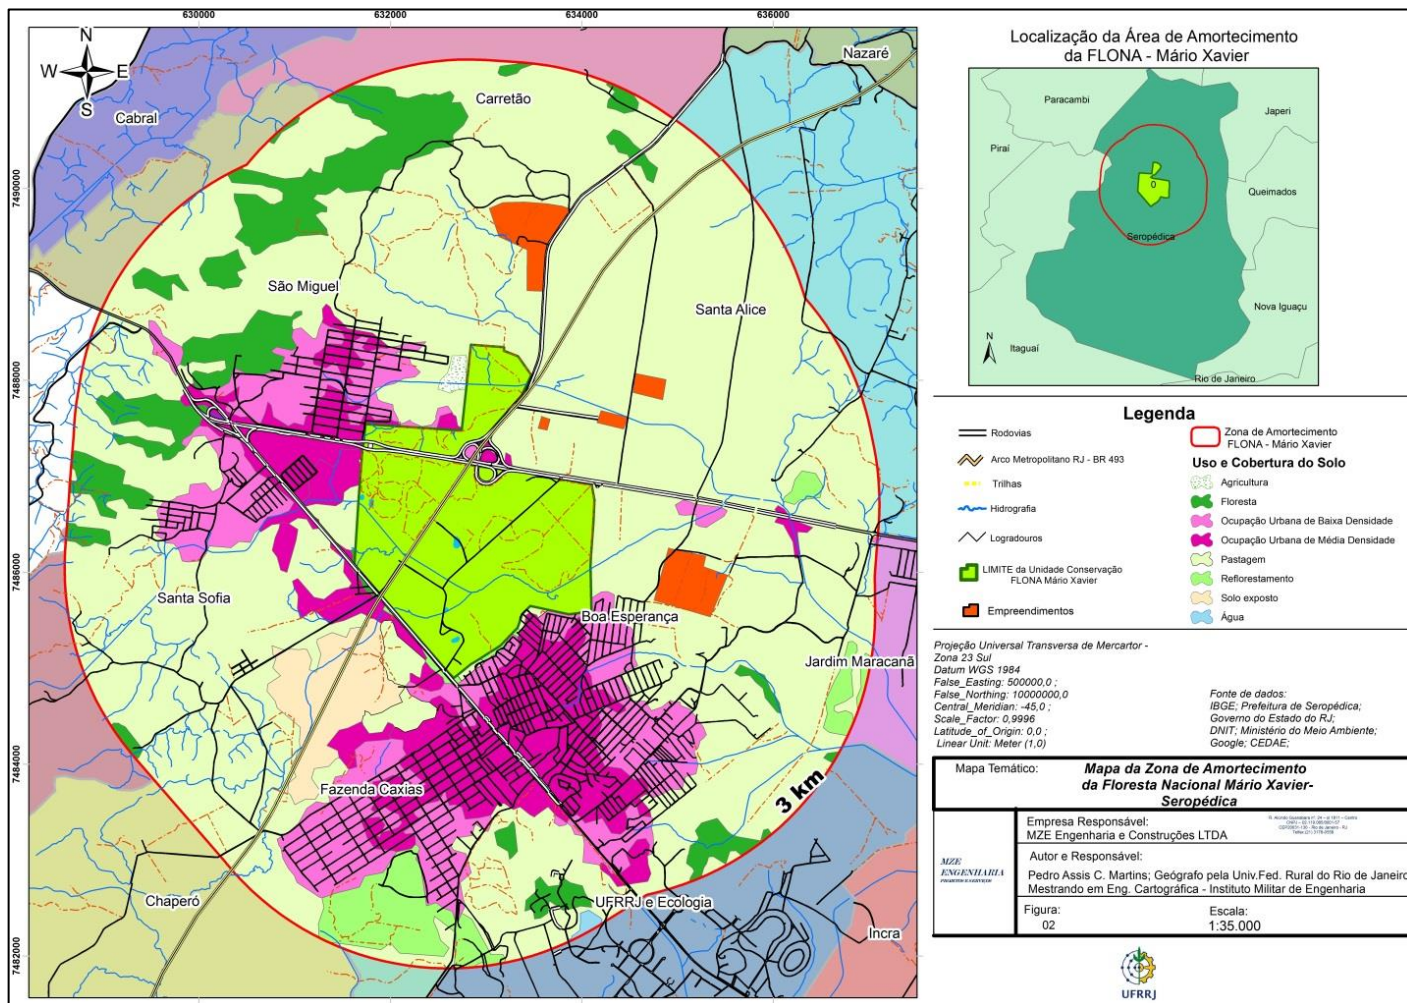 630000
632000
634000
636000
N
W
E
S
Cabral
Carretão
Nazaré
7490000
São Miguel
Santa Alice
7488000
7486000
Santa Sofia
Boa Esperança
Jardim Maracanã
7484000
Fazenda Caxias
3 km
Chaperó
UFRRJ e Ecologia
Incra
7482000
Localização da Área de Amortecimento
da FLONA - Mário Xavier
Paracambi
Japeri
Piraí
0
Queimados
Seropédica
Nova Iguaçu
N
Itaguaí
Rio de Janeiro
Legenda
Rodovias
Arco Metropolitano RJ - BR 493
Trilhas
Hidrografia
Logradouros
LIMITE da Unidade Conservação
FLONA Mário Xavier
Empreendimentos
Zona de Amortecimento
FLONA - Mário Xavier
Uso e Cobertura do Solo
Agricultura
Floresta
Ocupação Urbana de Baixa Densidade
Ocupação Urbana de Média Densidade
Pastagem
Reflorestamento
Solo exposto
Água
Projeção Universal Transversa de Mercartor -
Zona 23 Sul
Datum WGS 1984
False_Easting: 500000,0 ;
False_Northing: 10000000,0
Central_Meridian: -45,0 ;
Scale_Factor: 0,9996
Latitude_of_Origin: 0,0 ;
Linear Unit: Meter (1,0)
Fonte de dados:
IBGE; Prefeitura de Seropédica;
Governo do Estado do RJ;
DNIT; Ministério do Meio Ambiente;
Google; CEDAE;
Mapa Temático:
Mapa da Zona de Amortecimento
da Floresta Nacional Mário Xavier-
Seropédica
Empresa Responsável:
MZE Engenharia e Construções LTDA
MZE
ENGENHARIA
Autor e Responsável:
Pedro Assis C. Martins; Geógrafo pela Univ.Fed. Rural do Rio de Janeiro
Mestrando em Eng. Cartográfica - Instituto Militar de Engenharia
Figura:
02
Escala:
1:35.000
UFRRJ